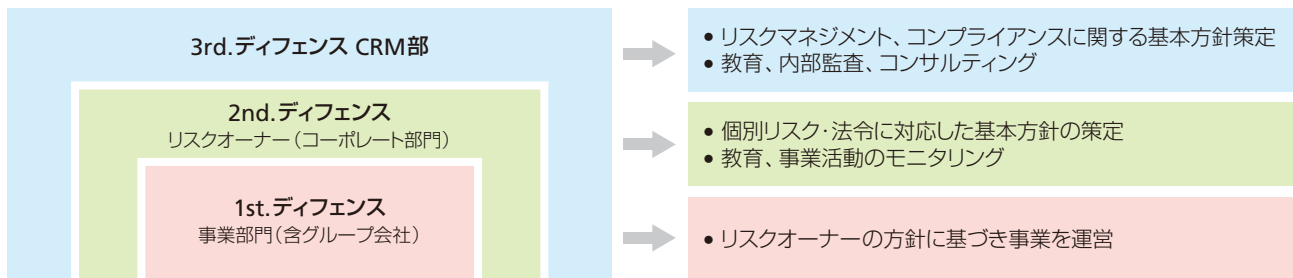 3rd.ディフェンス CRM部
• リスクマネジメント、コンプライアンスに関する基本方針策定
• 教育、内部監査、コンサルティング
2nd.ディフェンス
リスクオーナー（コーポレート部門）
• 個別リスク・法令に対応した基本方針の策定
• 教育、事業活動のモニタリング
1st.ディフェンス
事業部門（含グループ会社）
• リスクオーナーの方針に基づき事業を運営